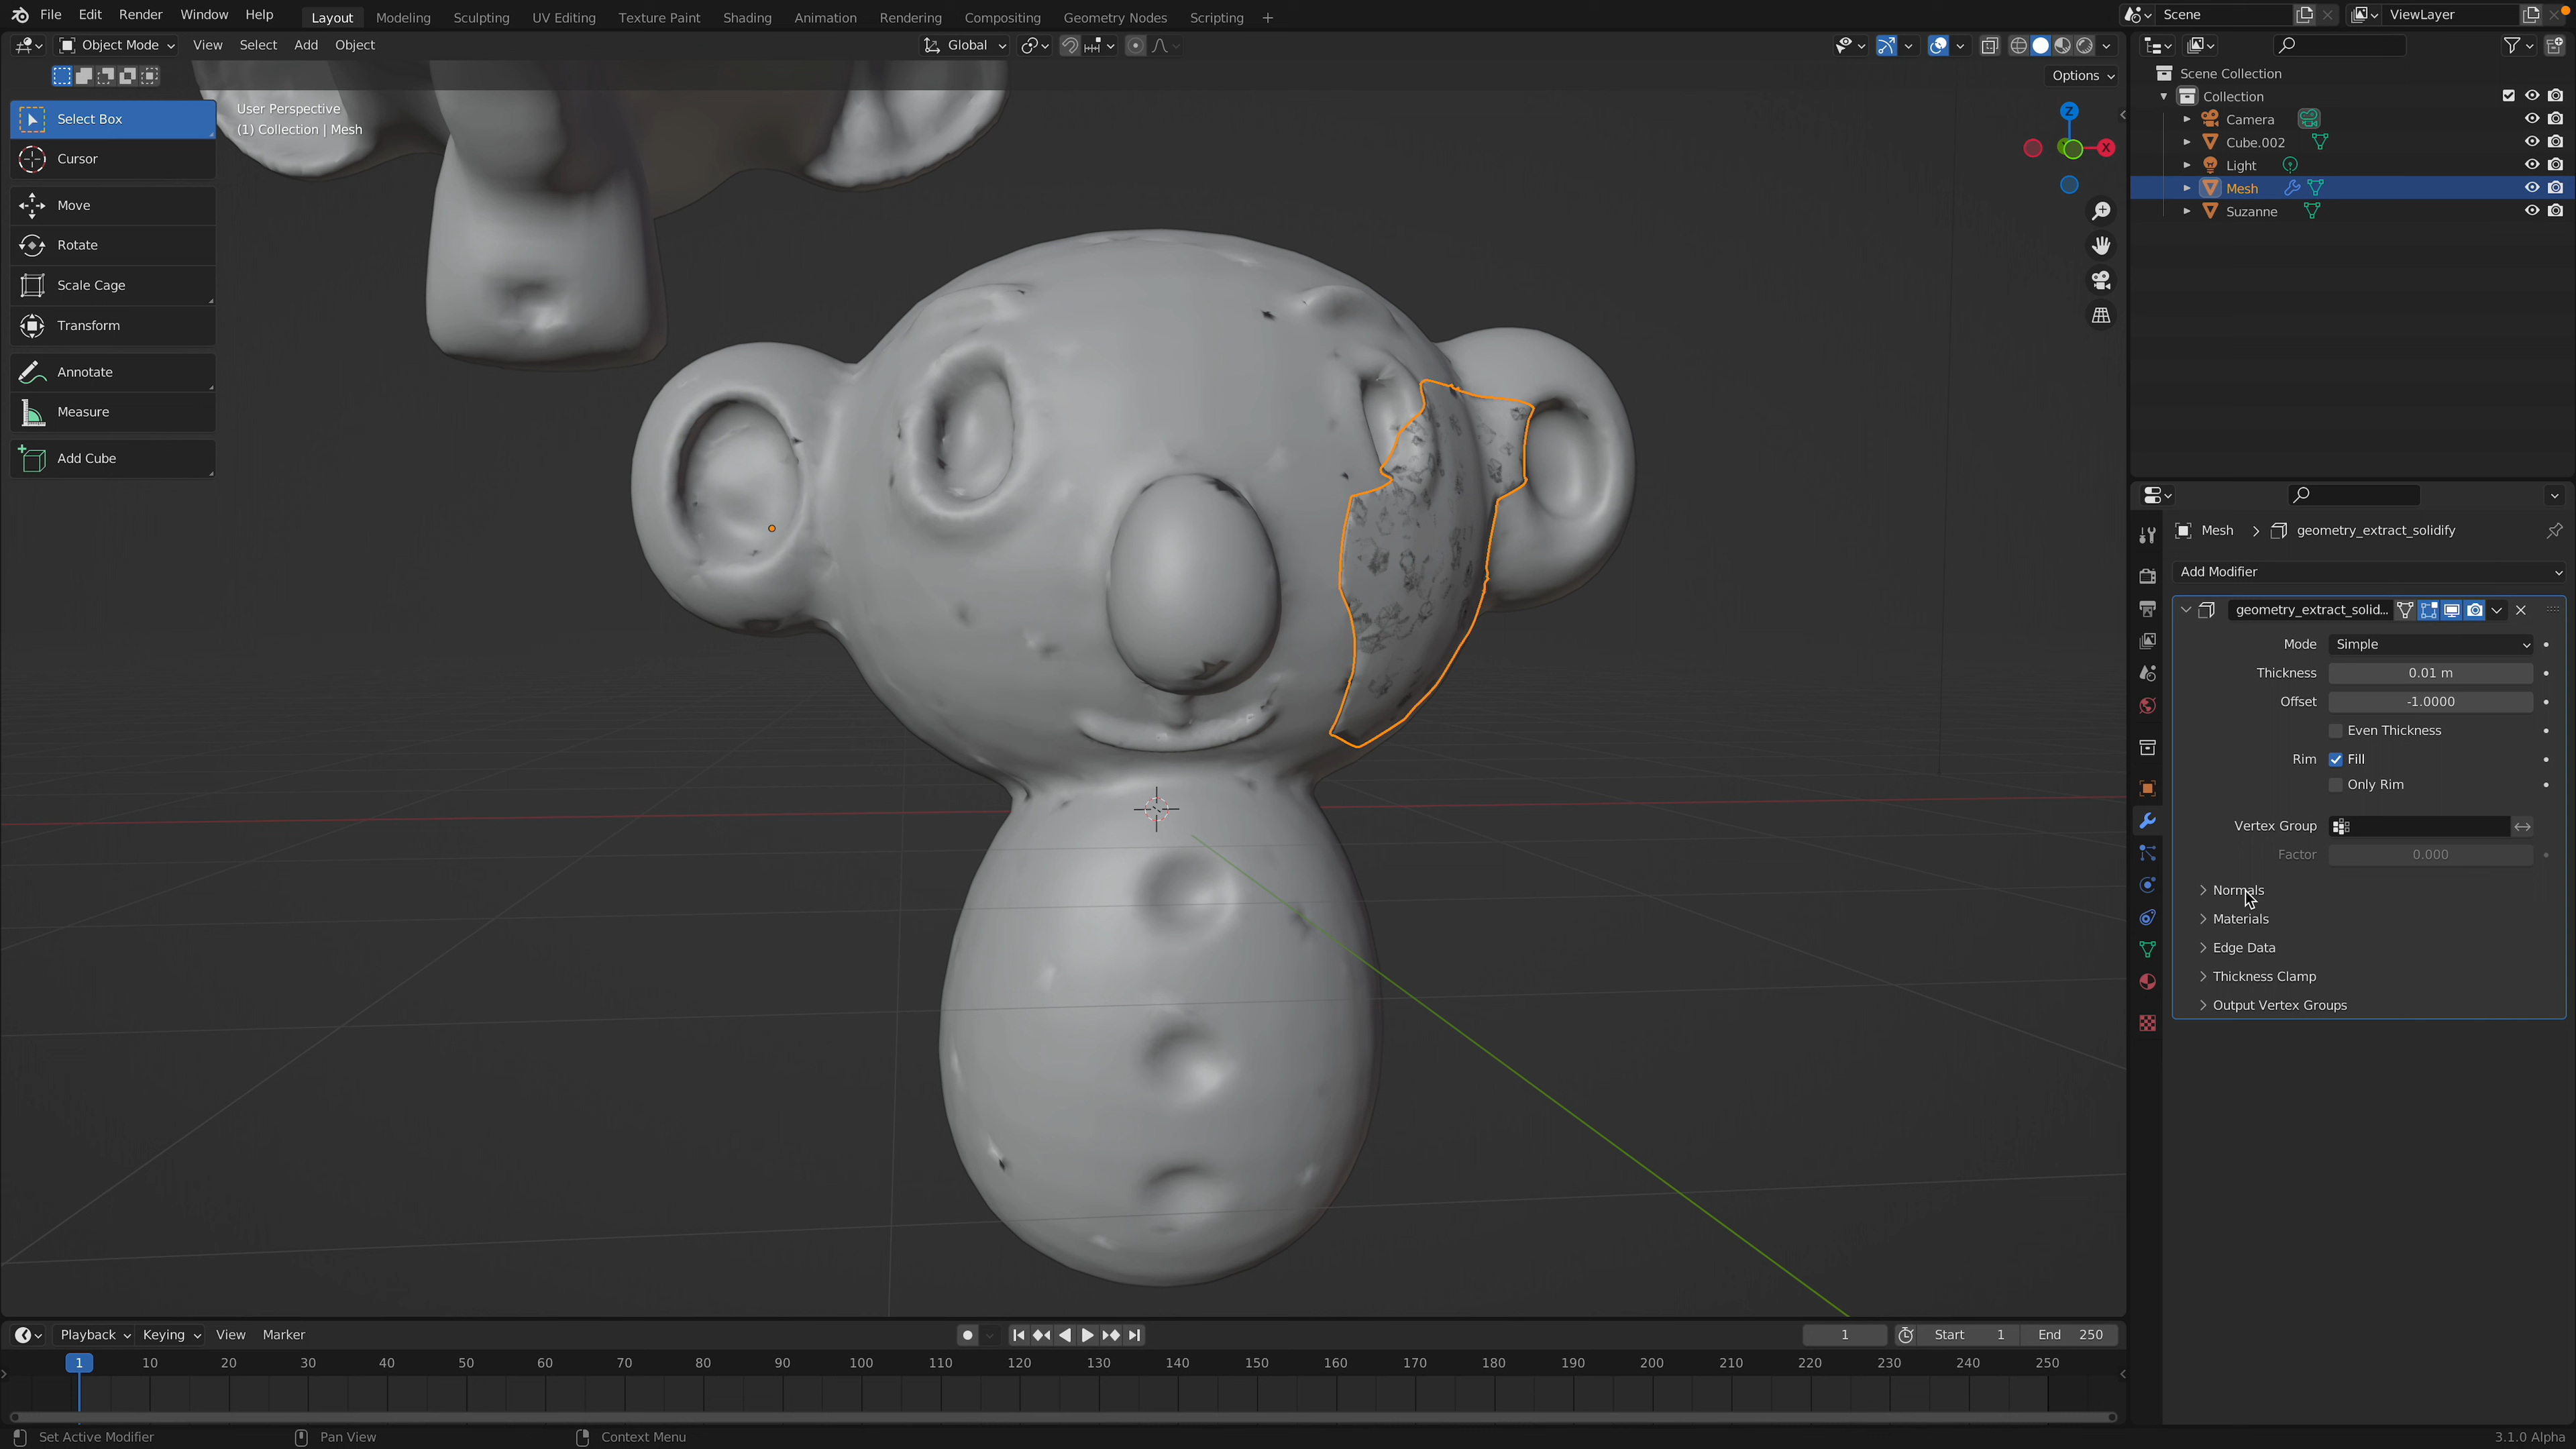 File Edit Render Window Help Layout Modeling Sculpting UV Editing Texture Paint Shading Animation Rendering Compositing Geometry Nodes Scripting + Scene ViewLayer
Object Mode View Select Add Object Global
Options
User Perspective
(1) Collection | Mesh
Select Box
Cursor
Move
Rotate
Scale Cage
Transform
Annotate
Measure
Add Cube
Z
X
Scene Collection
Collection
Camera
Cube.002
Light
Mesh
Suzanne
Mesh > geometry_extract_solidify
Add Modifier
geometry_extract_solid...
Mode Simple
Thickness 0.01 m
Offset -1.0000
Even Thickness
Rim Fill
Only Rim
Vertex Group
Factor 0.000
Normals
Materials
Edge Data
Thickness Clamp
Output Vertex Groups
Playback Keying View Marker 1 Start 1 End 250
1 10 20 30 40 50 60 70 80 90 100 110 120 130 140 150 160 170 180 190 200 210 220 230 240 250
Set Active Modifier Pan View Context Menu 3.1.0 Alpha